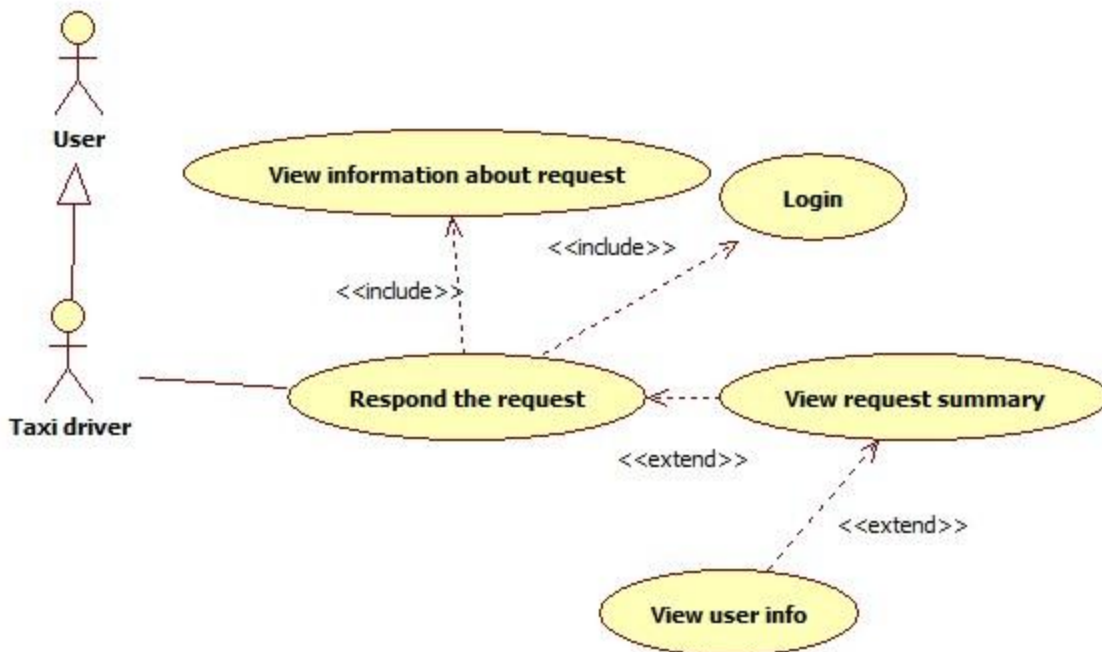 User
View information about request
Login
<<include>>
<<include>>
Respond the request
View request summary
Taxi driver
<<extend>>
<<extend>>
View user info